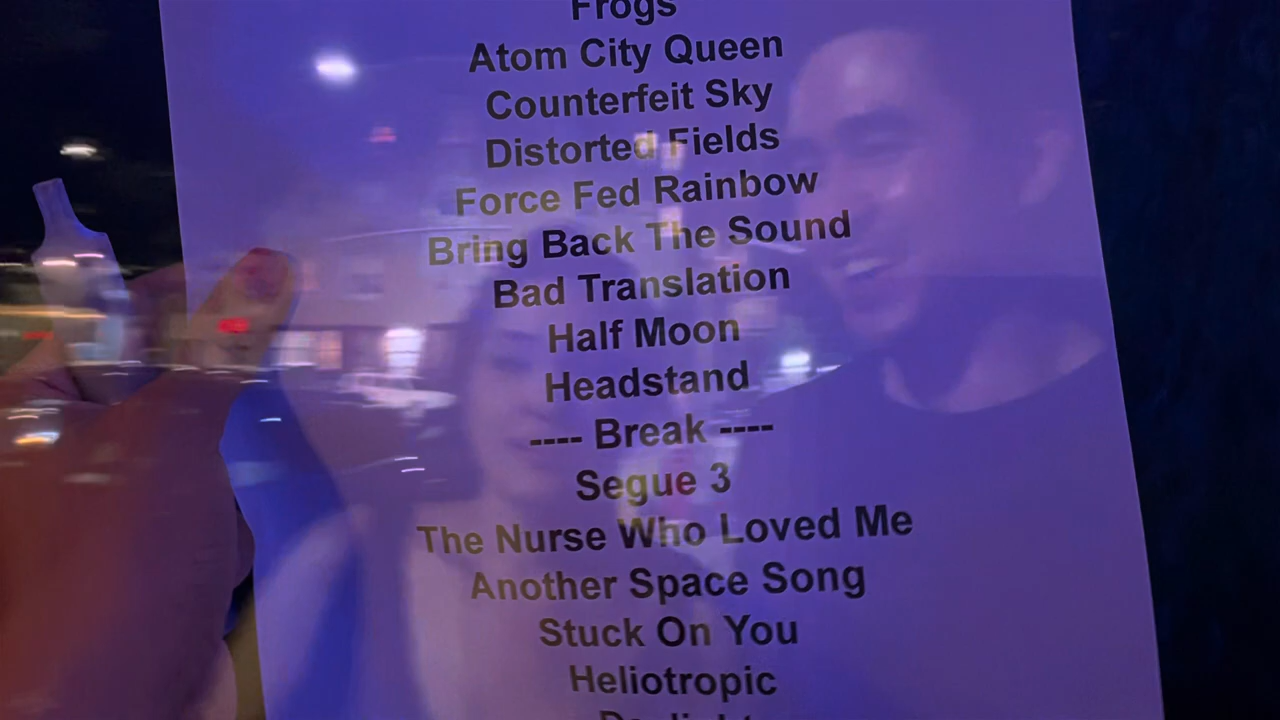 Frogs
Atom City Queen
Counterfeit Sky
Distorted Fields
Force Fed Rainbow
Bring Back The Sound
Bad Translation
Half Moon
Headstand
---- Break ----
Segue 3
The Nurse Who Loved Me
Another Space Song
Stuck On You
Heliotropic